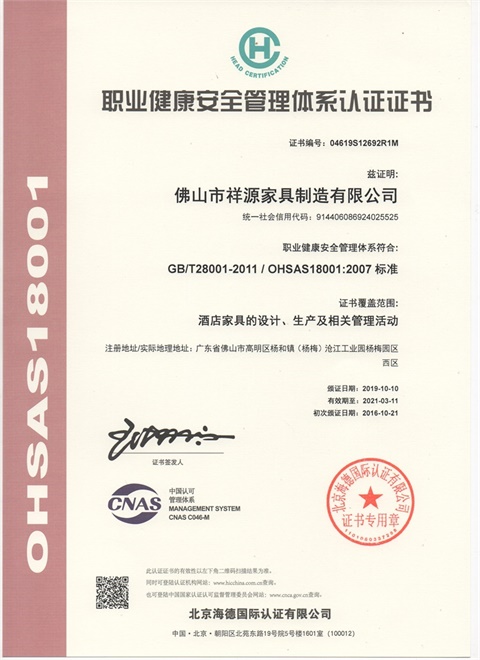 HEAD CERTIFICATION
职业健康安全管理体系认证证书
证书编号：04619S12692R1M
兹证明:
佛山市祥源家具制造有限公司
统一社会信用代码：914406086924025525
职业健康安全管理体系符合:
GB/T28001-2011 / OHSAS18001:2007 标准
证书覆盖范围:
酒店家具的设计、生产及相关管理活动
注册地址/实际地理地址：广东省佛山市高明区杨和镇（杨梅）沧江工业园杨梅园区
西区
颁证日期：2019-10-10
有效期至：2021-03-11
初次颁证日期：2016-10-21
OHSAS18001
证书签发人
CNAS
中国认可
管理体系
MANAGEMENT SYSTEM
CNAS C046-M
北京海德国际认证有限公司
证书专用章
此认证证书的有效性以左下角二维码扫描结果为准。
同时可登陆认证机构网站：www.hicchina.com.cn查询。
也可登陆中国国家认证认可监督管理委员会网站：www.cnca.gov.cn查询。
北京海德国际认证有限公司
中国·北京·朝阳区北苑东路19号院5号楼1601室（100012）